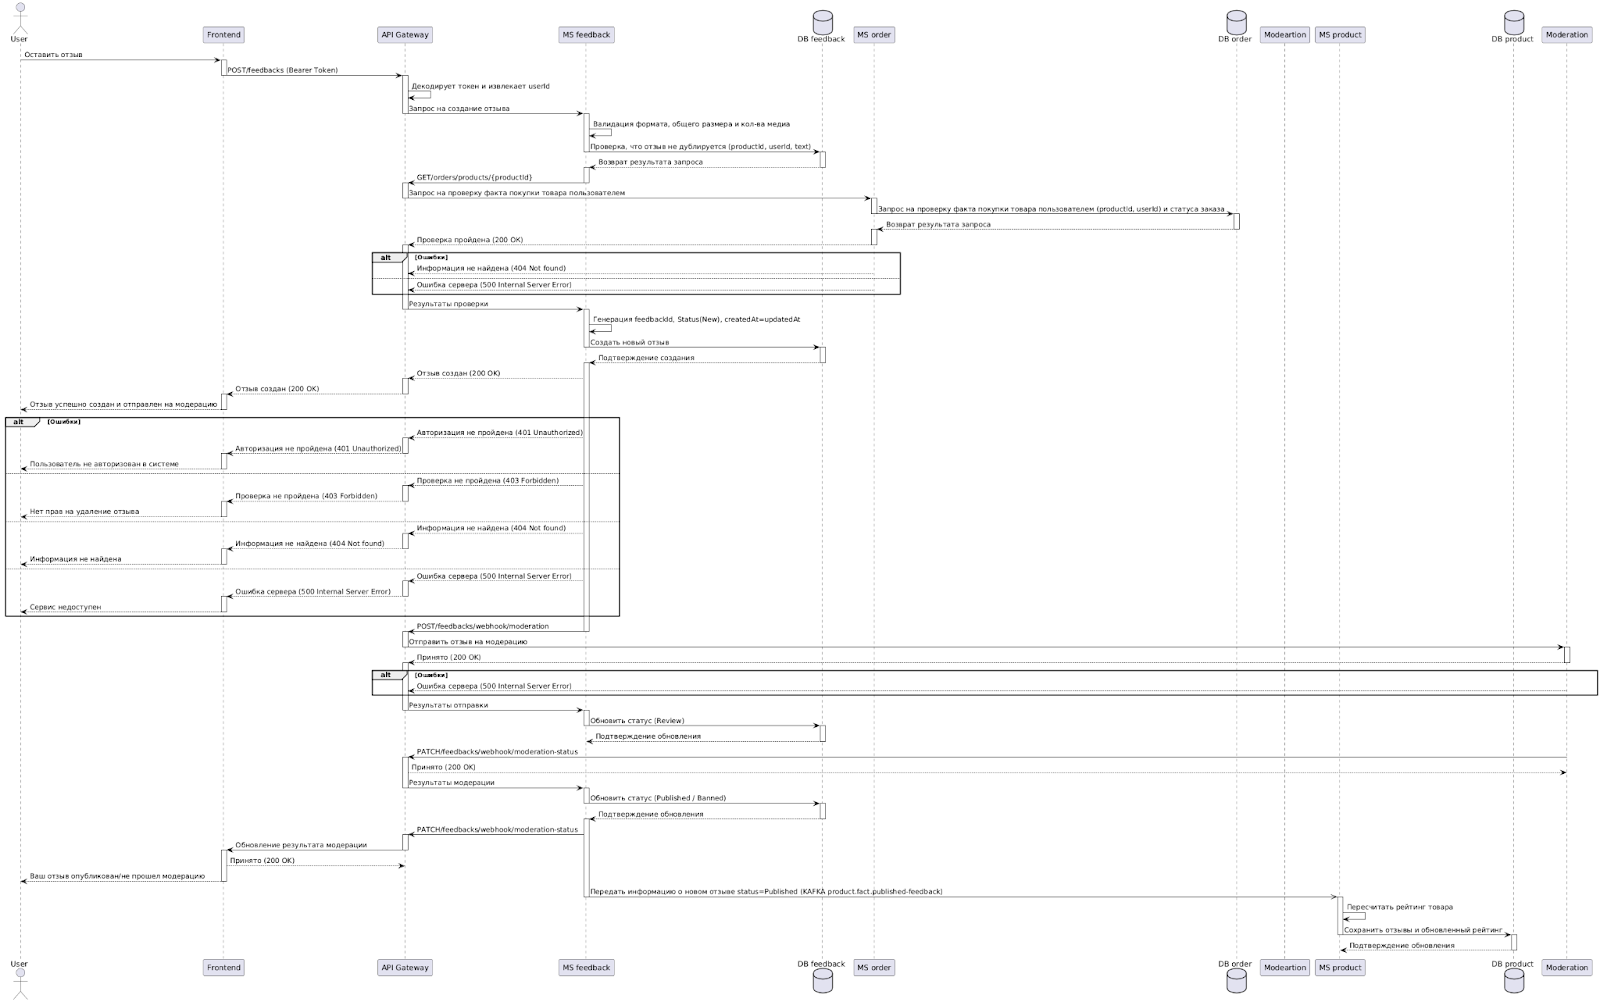 User
Frontend
API Gateway
MS feedback
DB feedback
MS order
DB order
Modeartion
MS product
DB product
Moderation
Оставить отзыв
POST/feedbacks (Bearer Token)
Декодирует токен и извлекает userId
Запрос на создание отзыва
Валидация формата, общего размера и кол-ва медиа
Проверка, что отзыв не дублируется (productId, userId, text)
Возврат результата запроса
GET/orders/products/{productId}
Запрос на проверку факта покупки товара пользователем
Запрос на проверку факта покупки товара пользователем (productId, userId) и статуса заказа
Возврат результата запроса
Проверка пройдена (200 OK)
alt [Ошибки]
Информация не найдена (404 Not found)
Ошибка сервера (500 Internal Server Error)
Результаты проверки
Генерация feedbackId, Status(New), createdAt=updatedAt
Создать новый отзыв
Подтверждение создания
Отзыв создан (200 OK)
Отзыв создан (200 OK)
Отзыв успешно создан и отправлен на модерацию
alt [Ошибки]
Авторизация не пройдена (401 Unauthorized)
Авторизация не пройдена (401 Unauthorized)
Пользователь не авторизован в системе
Проверка не пройдена (403 Forbidden)
Проверка не пройдена (403 Forbidden)
Нет прав на удаление отзыва
Информация не найдена (404 Not found)
Информация не найдена (404 Not found)
Информация не найдена
Ошибка сервера (500 Internal Server Error)
Ошибка сервера (500 Internal Server Error)
Сервис недоступен
POST/feedbacks/webhook/moderation
Отправить отзыв на модерацию
Принято (200 OK)
alt [Ошибки]
Ошибка сервера (500 Internal Server Error)
Результаты отправки
Обновить статус (Review)
Подтверждение обновления
PATCH/feedbacks/webhook/moderation-status
Принято (200 OK)
Результаты модерации
Обновить статус (Published / Banned)
Подтверждение обновления
PATCH/feedbacks/webhook/moderation-status
Обновление результата модерации
Принято (200 OK)
Ваш отзыв опубликован/не прошел модерацию
Передать информацию о новом отзыве status=Published (KAFKA product.fact.published-feedback)
Пересчитать рейтинг товара
Сохранить отзывы и обновленный рейтинг
Подтверждение обновления
User
Frontend
API Gateway
MS feedback
DB feedback
MS order
DB order
Modeartion
MS product
DB product
Moderation